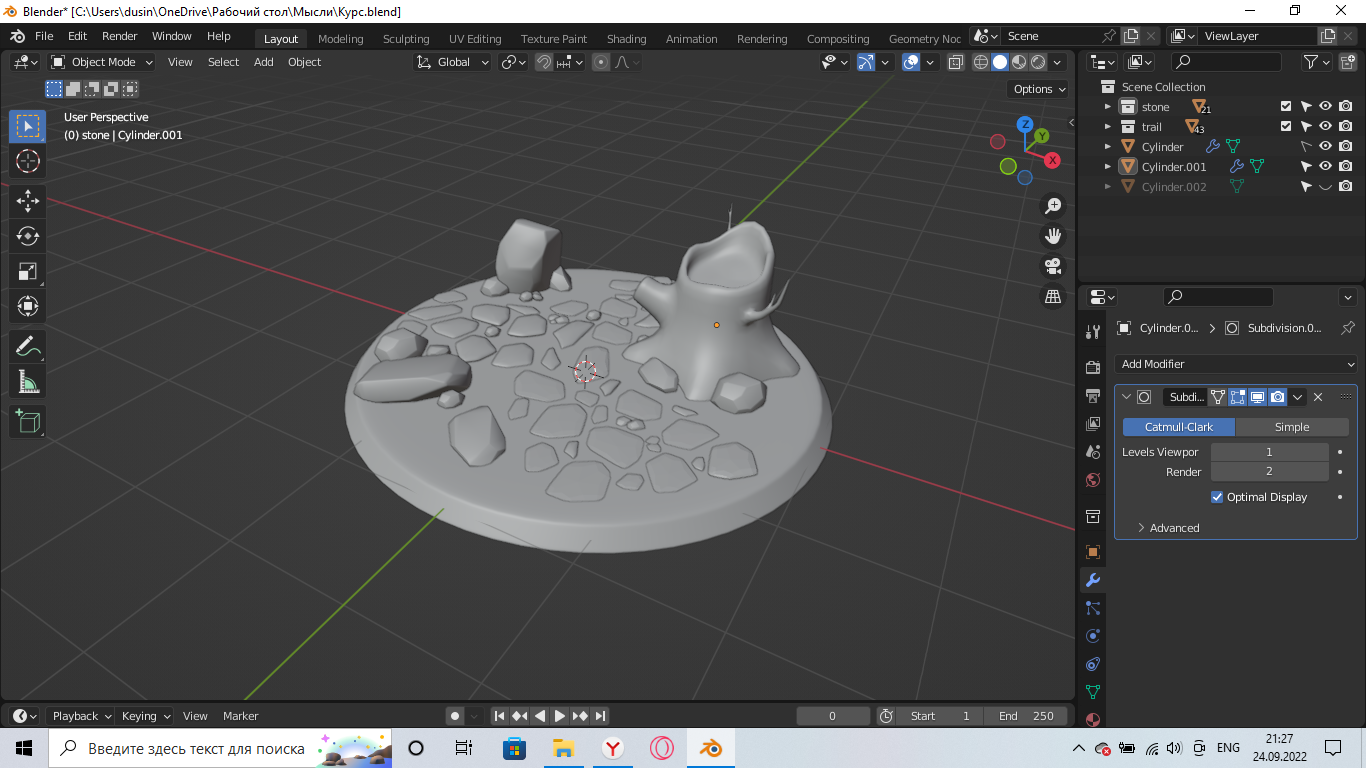 Blender* [C:\Users\dusin\OneDrive\Рабочий стол\Мысли\Курс.blend]
File Edit Render Window Help Layout Modeling Sculpting UV Editing Texture Paint Shading Animation Rendering Compositing Geometry Noc Scene ViewLayer
Object Mode View Select Add Object Global
Options
User Perspective
(0) stone | Cylinder.001
Z
Y
X
Scene Collection
stone 21
trail 43
Cylinder
Cylinder.001
Cylinder.002
Cylinder.0... Subdivision.0...
Add Modifier
Subdi...
Catmull-Clark Simple
Levels Viewpor 1
Render 2
Optimal Display
Advanced
Playback Keying View Marker 0 Start 1 End 250
Введите здесь текст для поиска
ENG
21:27
24.09.2022